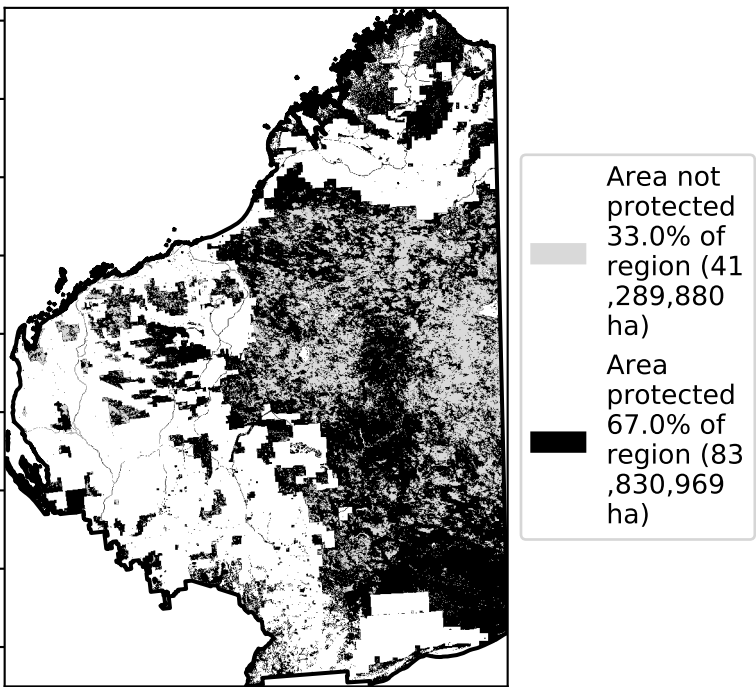 Area not
protected
33.0% of
region (41
,289,880
ha)
Area
protected
67.0% of
region (83
,830,969
ha)